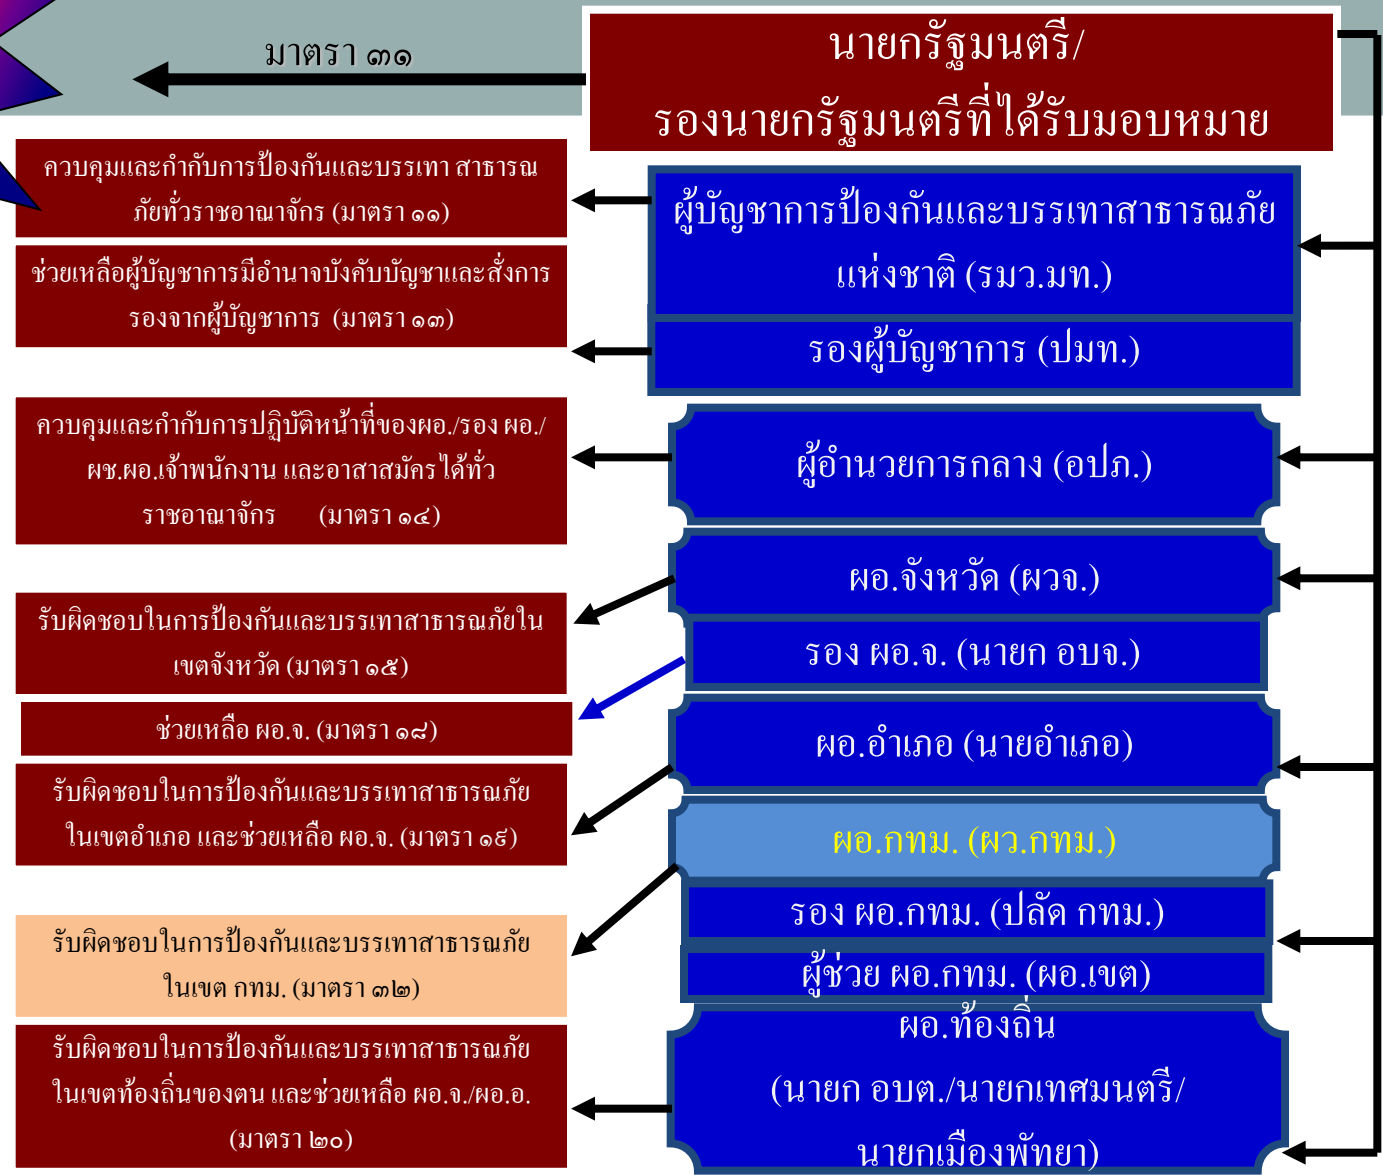 มาตรา ๓๑
นายกรัฐมนตรี/
รองนายกรัฐมนตรีที่ได้รับมอบหมาย
ควบคุมและกำกับการป้องกันและบรรเทา สาธารณ
ภัยทั่วราชอาณาจักร (มาตรา ๑๑)
ผู้บัญชาการป้องกันและบรรเทาสาธารณภัย
แห่งชาติ (รมว.มท.)
ช่วยเหลือผู้บัญชาการมีอำนาจบังคับบัญชาและสั่งการ
รองจากผู้บัญชาการ (มาตรา ๑๓)
รองผู้บัญชาการ (ปมท.)
ควบคุมและกำกับการปฏิบัติหน้าที่ของผอ./รอง ผอ./
ผช.ผอ.เจ้าพนักงาน และอาสาสมัครได้ทั่ว
ราชอาณาจักร (มาตรา ๑๔)
ผู้อำนวยการกลาง (อปภ.)
รับผิดชอบในการป้องกันและบรรเทาสาธารณภัยใน
เขตจังหวัด (มาตรา ๑๕)
ผอ.จังหวัด (ผวจ.)
รอง ผอ.จ. (นายก อบจ.)
ช่วยเหลือ ผอ.จ. (มาตรา ๑๘)
ผอ.อำเภอ (นายอำเภอ)
รับผิดชอบในการป้องกันและบรรเทาสาธารณภัย
ในเขตอำเภอ และช่วยเหลือ ผอ.จ. (มาตรา ๑๙)
ผอ.กทม. (ผว.กทม.)
รอง ผอ.กทม. (ปลัด กทม.)
ผู้ช่วย ผอ.กทม. (ผอ.เขต)
รับผิดชอบในการป้องกันและบรรเทาสาธารณภัย
ในเขต กทม. (มาตรา ๓๒)
รับผิดชอบในการป้องกันและบรรเทาสาธารณภัย
ในเขตท้องถิ่นของตน และช่วยเหลือ ผอ.จ./ผอ.อ.
(มาตรา ๒๐)
ผอ.ท้องถิ่น
(นายก อบต./นายกเทศมนตรี/
นายกเมืองพัทยา)